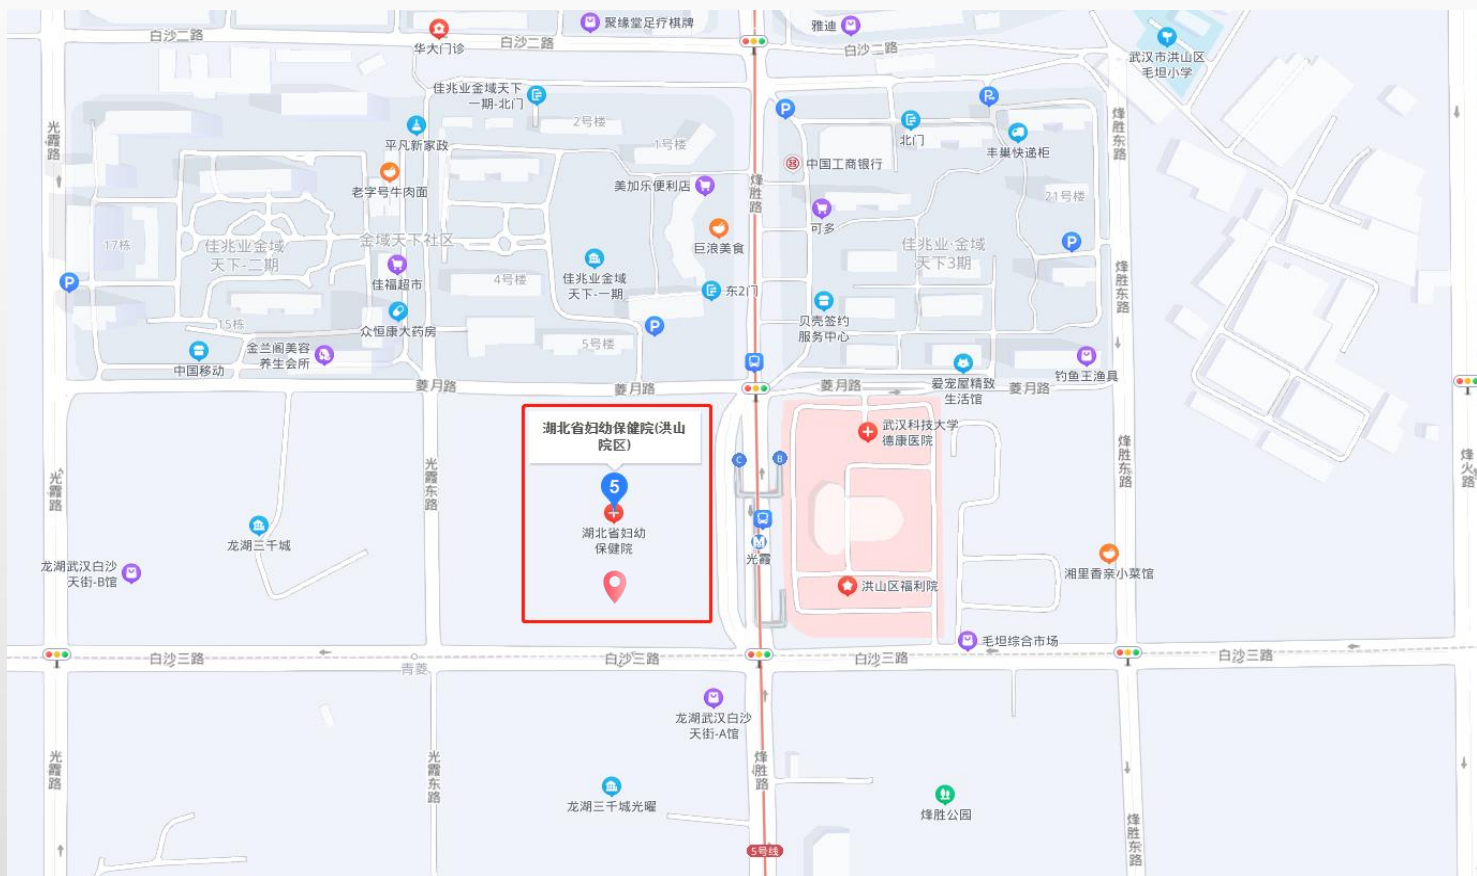 聚缘堂足疗棋牌
雅迪
白沙二路
华大门诊
白沙二路
白沙二路
武汉市洪山区
毛坦小学
佳兆业金域天下
一期-北门
2号楼
1号楼
光霞路
平凡新家政
北门
丰巢快递柜
烽胜东路
中国工商银行
老字号牛肉面
美加乐便利店
烽胜路
21号楼
可多
17栋
佳兆业金域
天下-二期
金域天下社区
巨浪美食
佳兆业·金域
天下3期
佳福超市
4号楼
佳兆业金域
天下-一期
东2门
烽胜东路
15栋
众恒康大药房
贝壳签约
服务中心
金兰阁美容
养生会所
5号楼
中国移动
菱月路
菱月路
菱月路
爱宠屋精致
生活馆
菱月路
钓鱼王渔具
湖北省妇幼保健院(洪山
院区)
武汉科技大学
德康医院
C
B
5
光霞路
光霞东路
烽胜东路
烽火路
湖北省妇幼
保健院
龙湖三千城
光霞
龙湖武汉白沙
天街-B馆
洪山区福利院
湘里香亲小菜馆
毛坦综合市场
白沙三路
青菱
白沙三路
白沙三路
白沙三路
龙湖武汉白沙
天街-A馆
光霞路
光霞东路
烽胜路
龙湖三千城光曜
烽胜公园
烽胜东路
5号线